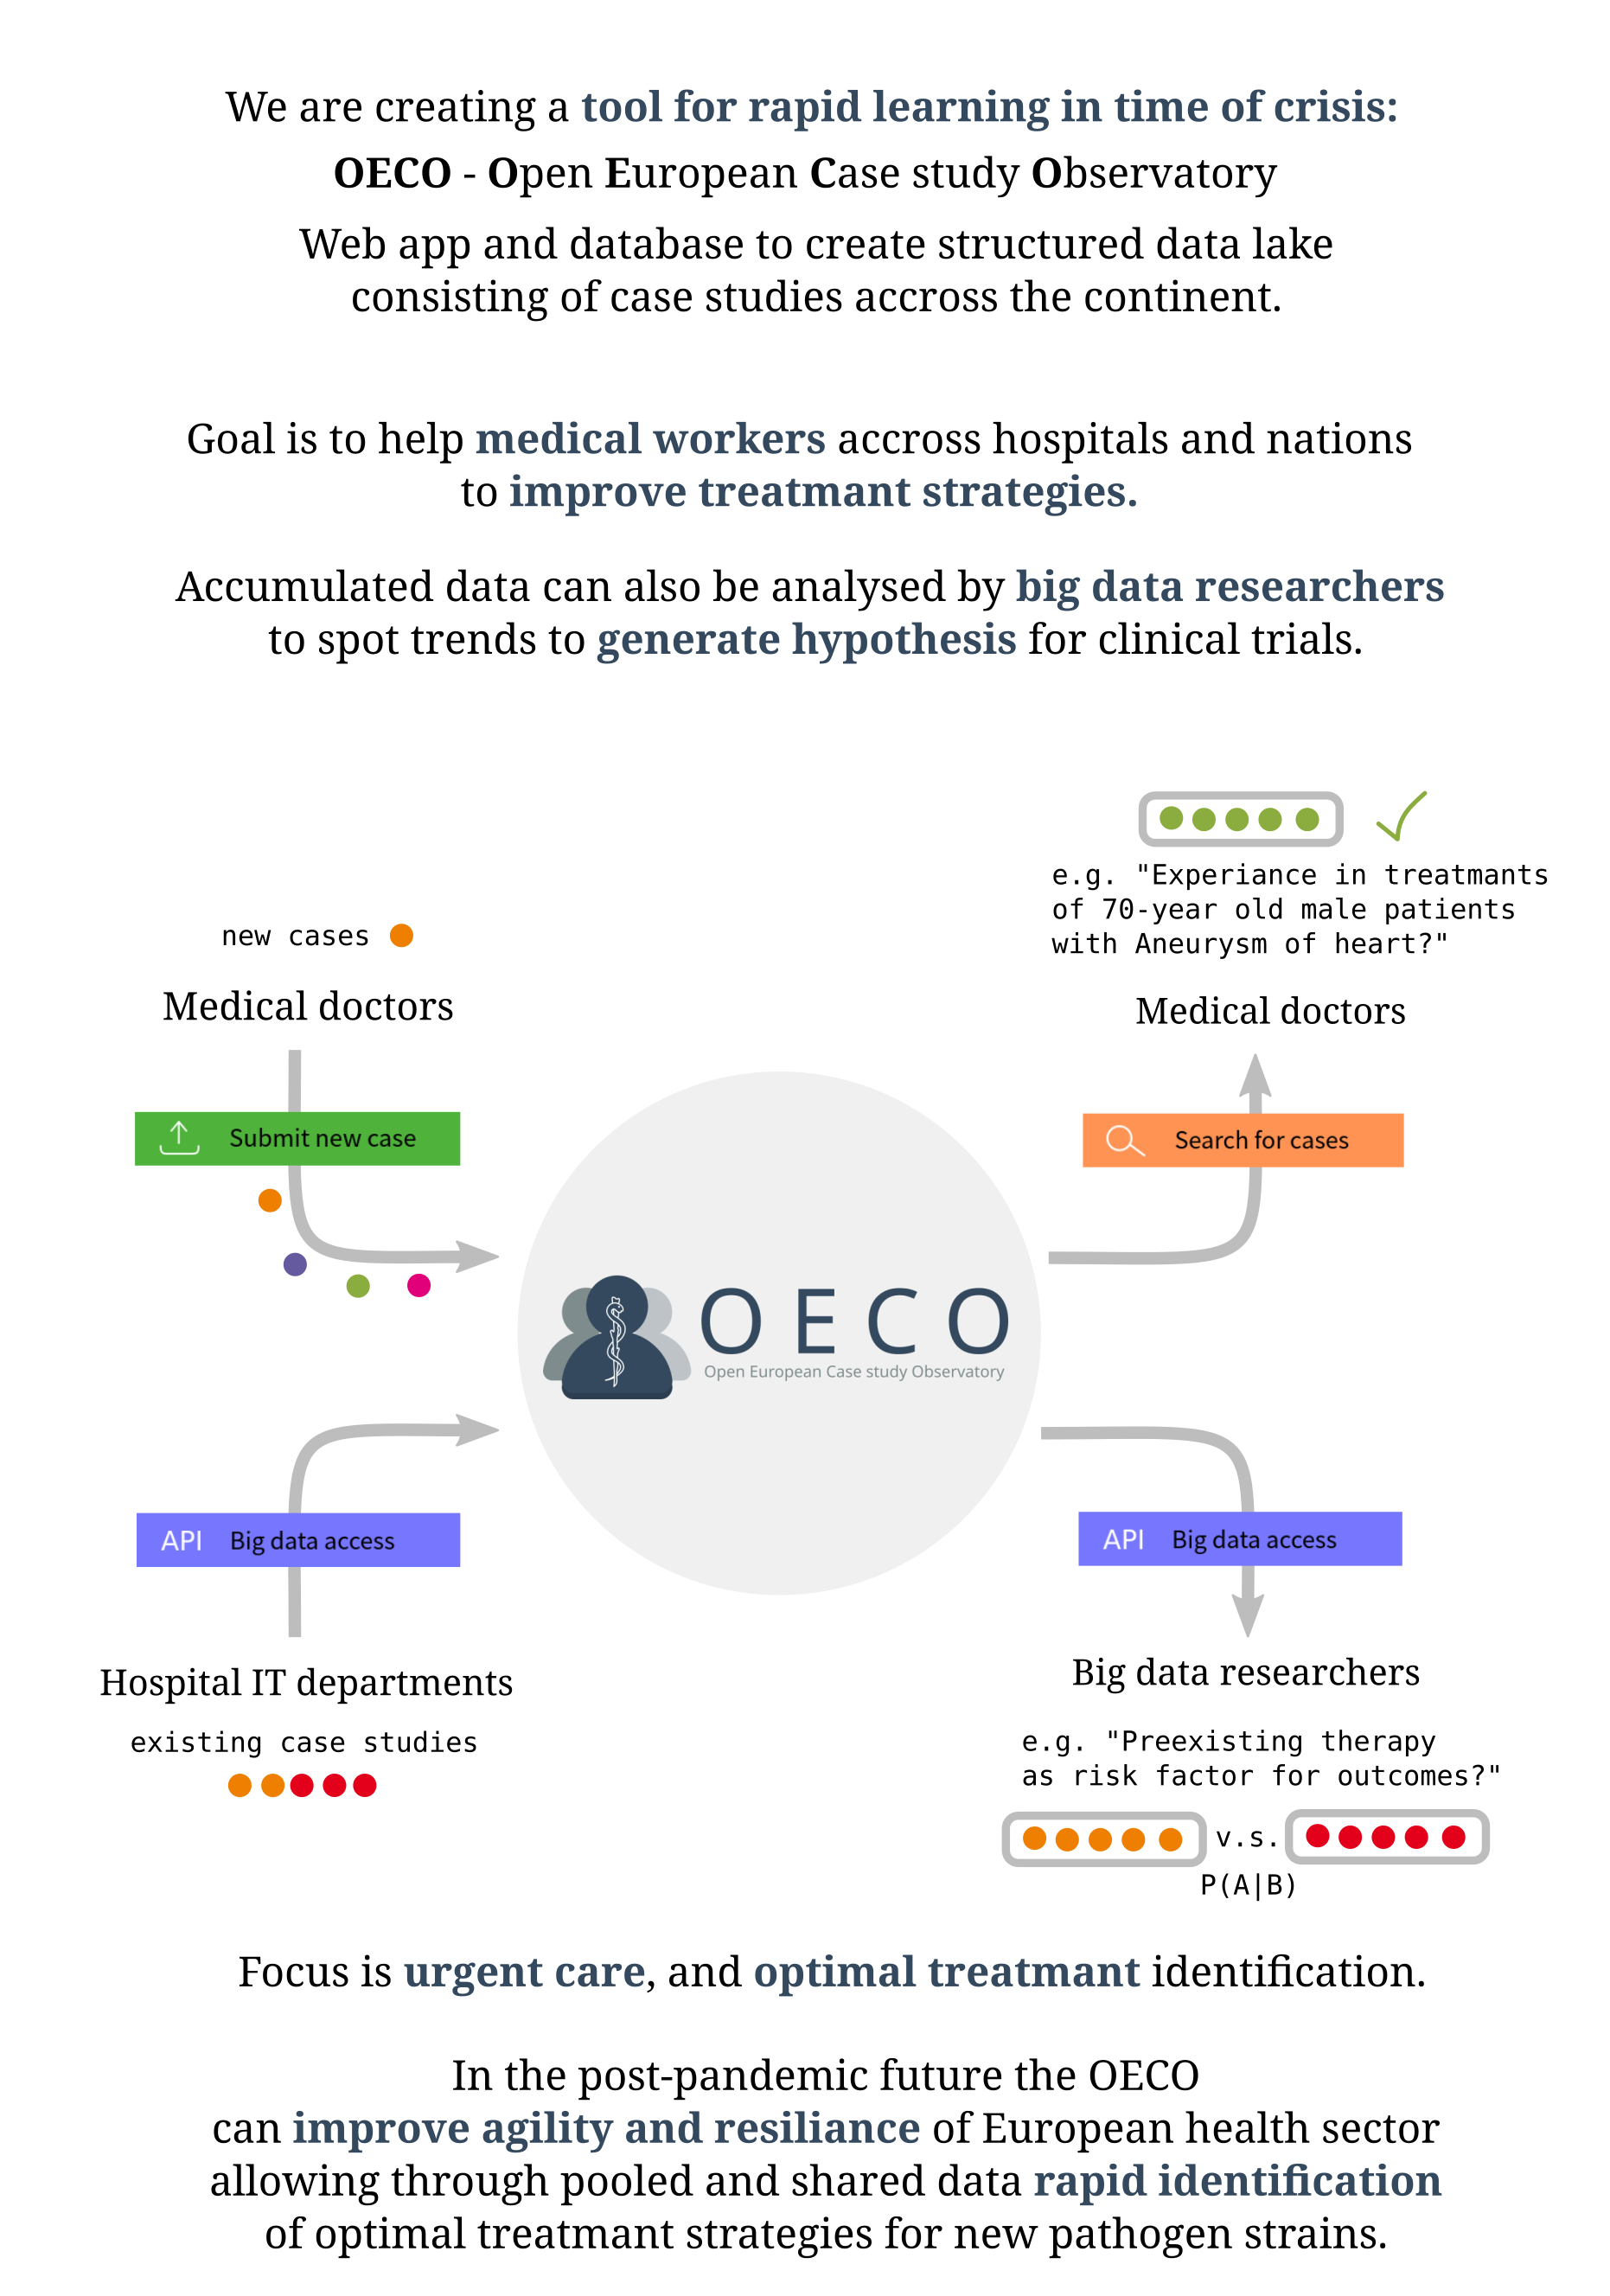 We are creating a tool for rapid learning in time of crisis:
OECO - Open European Case study Observatory
Web app and database to create structured data lake
consisting of case studies accross the continent.
Goal is to help medical workers accross hospitals and nations
to improve treatmant strategies.
Accumulated data can also be analysed by big data researchers
to spot trends to generate hypothesis for clinical trials.
new cases
Medical doctors
Submit new case
e.g. "Experiance in treatmants
of 70-year old male patients
with Aneurysm of heart?"
Medical doctors
Search for cases
OECO
Open European Case study Observatory
API Big data access
Hospital IT departments
existing case studies
API Big data access
Big data researchers
e.g. "Preexisting therapy
as risk factor for outcomes?"
v.s.
P(A|B)
Focus is urgent care, and optimal treatmant identification.
In the post-pandemic future the OECO
can improve agility and resiliance of European health sector
allowing through pooled and shared data rapid identification
of optimal treatmant strategies for new pathogen strains.